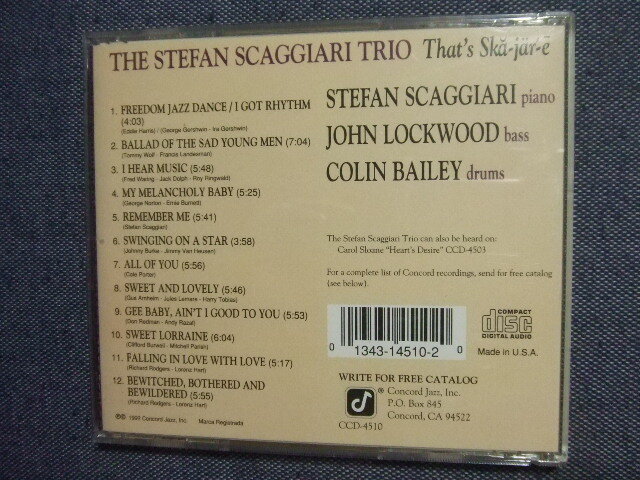 THE STEFAN SCAGGIARI TRIO That's Skă-jär-ē
1. FREEDOM JAZZ DANCE / I GOT RHYTHM
(4:03)
(Eddie Harris) / (George Gershwin - Ira Gershwin)
2. BALLAD OF THE SAD YOUNG MEN (7:04)
(Tommy Wolf - Francis Landesman)
3. I HEAR MUSIC (5:48)
(Fred Waring - Jack Dolph - Roy Ringwald)
4. MY MELANCHOLY BABY (5:25)
(George Norton - Ernie Burnett)
5. REMEMBER ME (5:41)
(Stefan Scaggiari)
6. SWINGING ON A STAR (3:58)
(Johnny Burke - Jimmy Van Heusen)
7. ALL OF YOU (5:56)
(Cole Porter)
8. SWEET AND LOVELY (5:46)
(Gus Arnheim - Jules Lemare - Harry Tobias)
9. GEE BABY, AIN'T I GOOD TO YOU (5:53)
(Don Redman - Andy Razaf)
10. SWEET LORRAINE (6:04)
(Clifford Burwell - Mitchell Parish)
11. FALLING IN LOVE WITH LOVE (5:17)
(Richard Rodgers - Lorenz Hart)
12. BEWITCHED, BOTHERED AND
BEWILDERED (5:55)
(Richard Rodgers - Lorenz Hart)
℗© 1992 Concord Jazz, Inc. Marca Registrada
STEFAN SCAGGIARI piano
JOHN LOCKWOOD bass
COLIN BAILEY drums
The Stefan Scaggiari Trio can also be heard on:
Carol Sloane "Heart's Desire" CCD-4503
For a complete list of Concord recordings, send for free catalog
(see below).
COMPACT
disc
DIGITAL AUDIO
0 1343-14510-2 0
Made in U.S.A.
WRITE FOR FREE CATALOG
Concord Jazz, Inc.
P.O. Box 845
Concord, CA 94522
CCD-4510